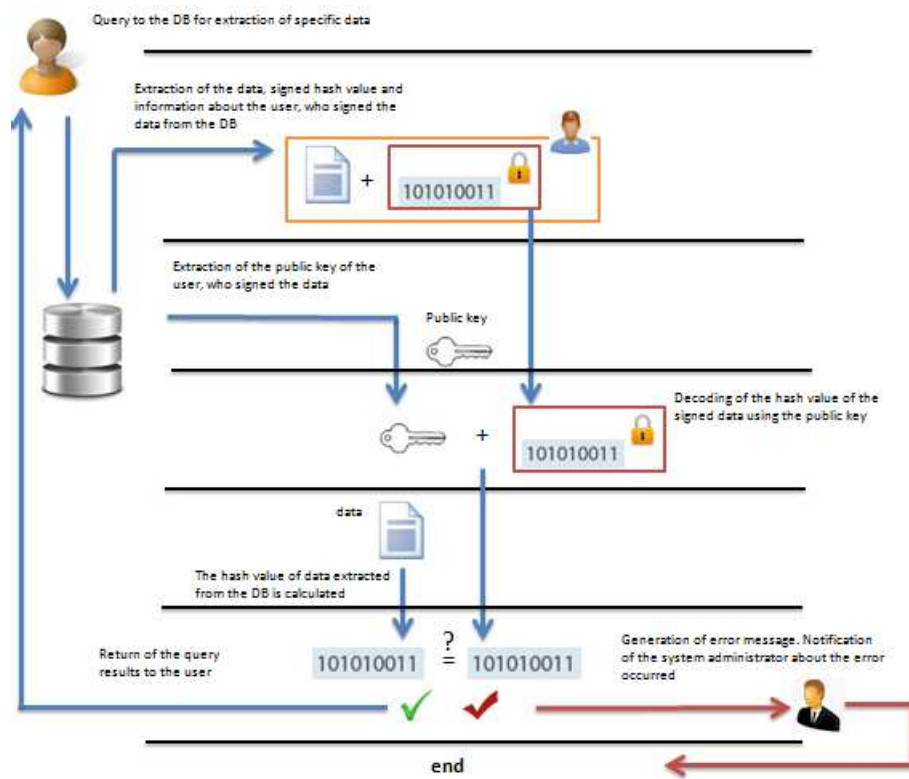 Query to the DB for extraction of specific data
Extraction of the data, signed hash value and
information about the user, who signed the
data from the DB
+
101010011
Extraction of the public key of the
user, who signed the data
Public key
Decoding of the hash value of the
signed data using the public key
+
101010011
data
The hash value of data extracted
from the DB is calculated
Return of the query
results to the user
101010011 ? = 101010011
Generation of error message. Notification
of the system administrator about the error
occurred
end